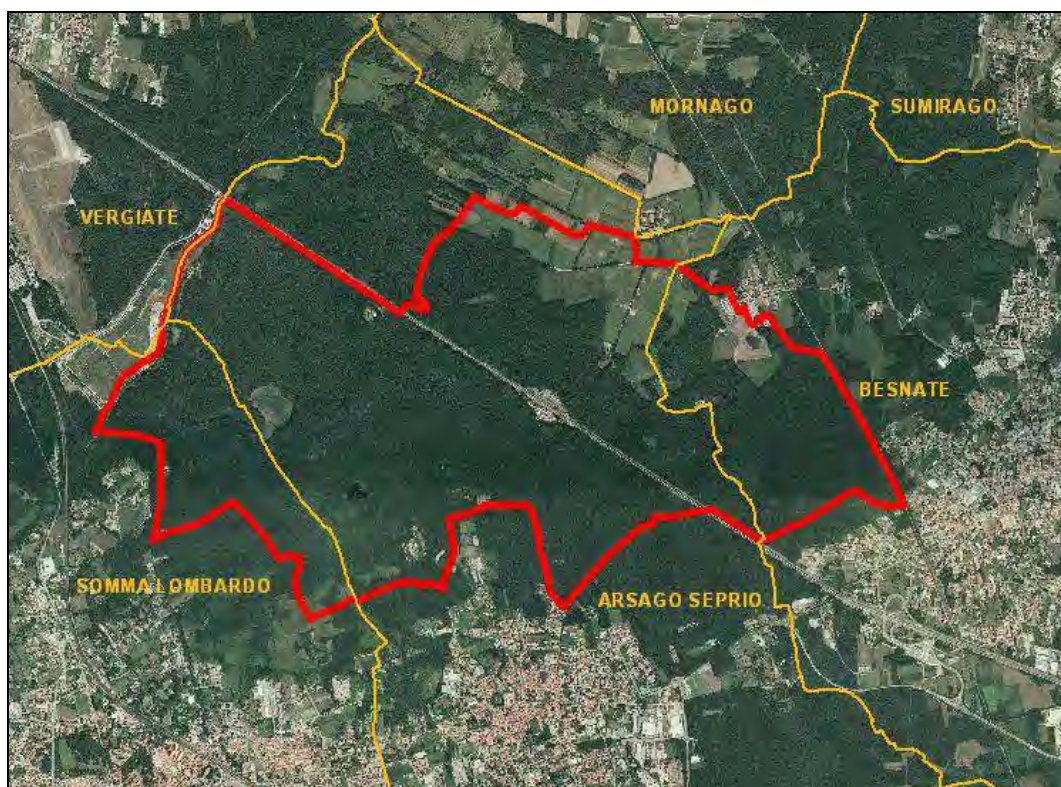 MORNAGO
SUMIRAGO
VERGIATE
BESNATE
SOMMA LOMBARDO
ARSAGO SEPRIO